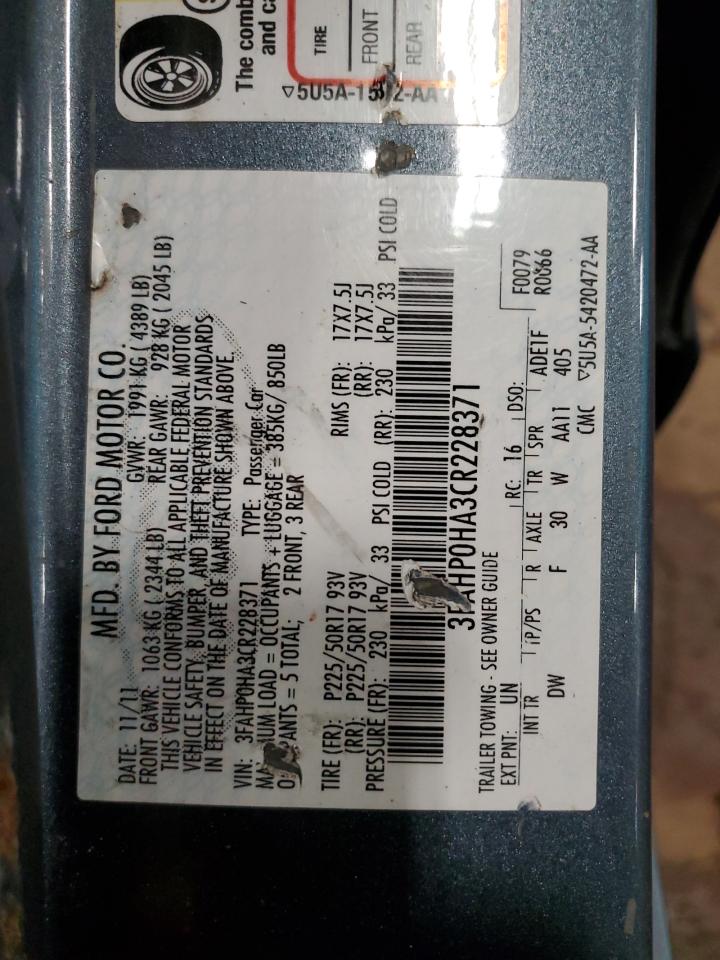 MFD. BY FORD MOTOR CO.
DATE: 11/11 GVWR: 1991 KG ( 4389 LB)
FRONT GAWR: 1063 KG ( 2344 LB) REAR GAWR: 928 KG ( 2045 LB)
THIS VEHICLE CONFORMS TO ALL APPLICABLE FEDERAL MOTOR
VEHICLE SAFETY, BUMPER, AND THEFT PREVENTION STANDARDS
IN EFFECT ON THE DATE OF MANUFACTURE SHOWN ABOVE.
VIN: 3FAHP0HA3CR228371 TYPE: Passenger Car
LOAD = OCCUPANTS + LUGGAGE = 385KG/ 850LB
= 5 TOTAL; 2 FRONT, 3 REAR
TIRE (FR): P225/50R17 93V RIMS (FR): 17X7.5J
(RR): P225/50R17 93V (RR): 17X7.5J
PRESSURE (FR): 230 kPa/ 33 PSI COLD (RR): 230 kPa/ 33 PSI COLD
3FAHP0HA3CR228371
TRAILER TOWING - SEE OWNER GUIDE
EXT PNT: UN RC: 16 DSO: F0079
R0066
INT TR TP/PS R AXLE TR SPR ADE1F
DW F 30 W AA11 405
CMC ▽5U5A-5420472-AA
The comb
and ca
TIRE
FRONT
REAR